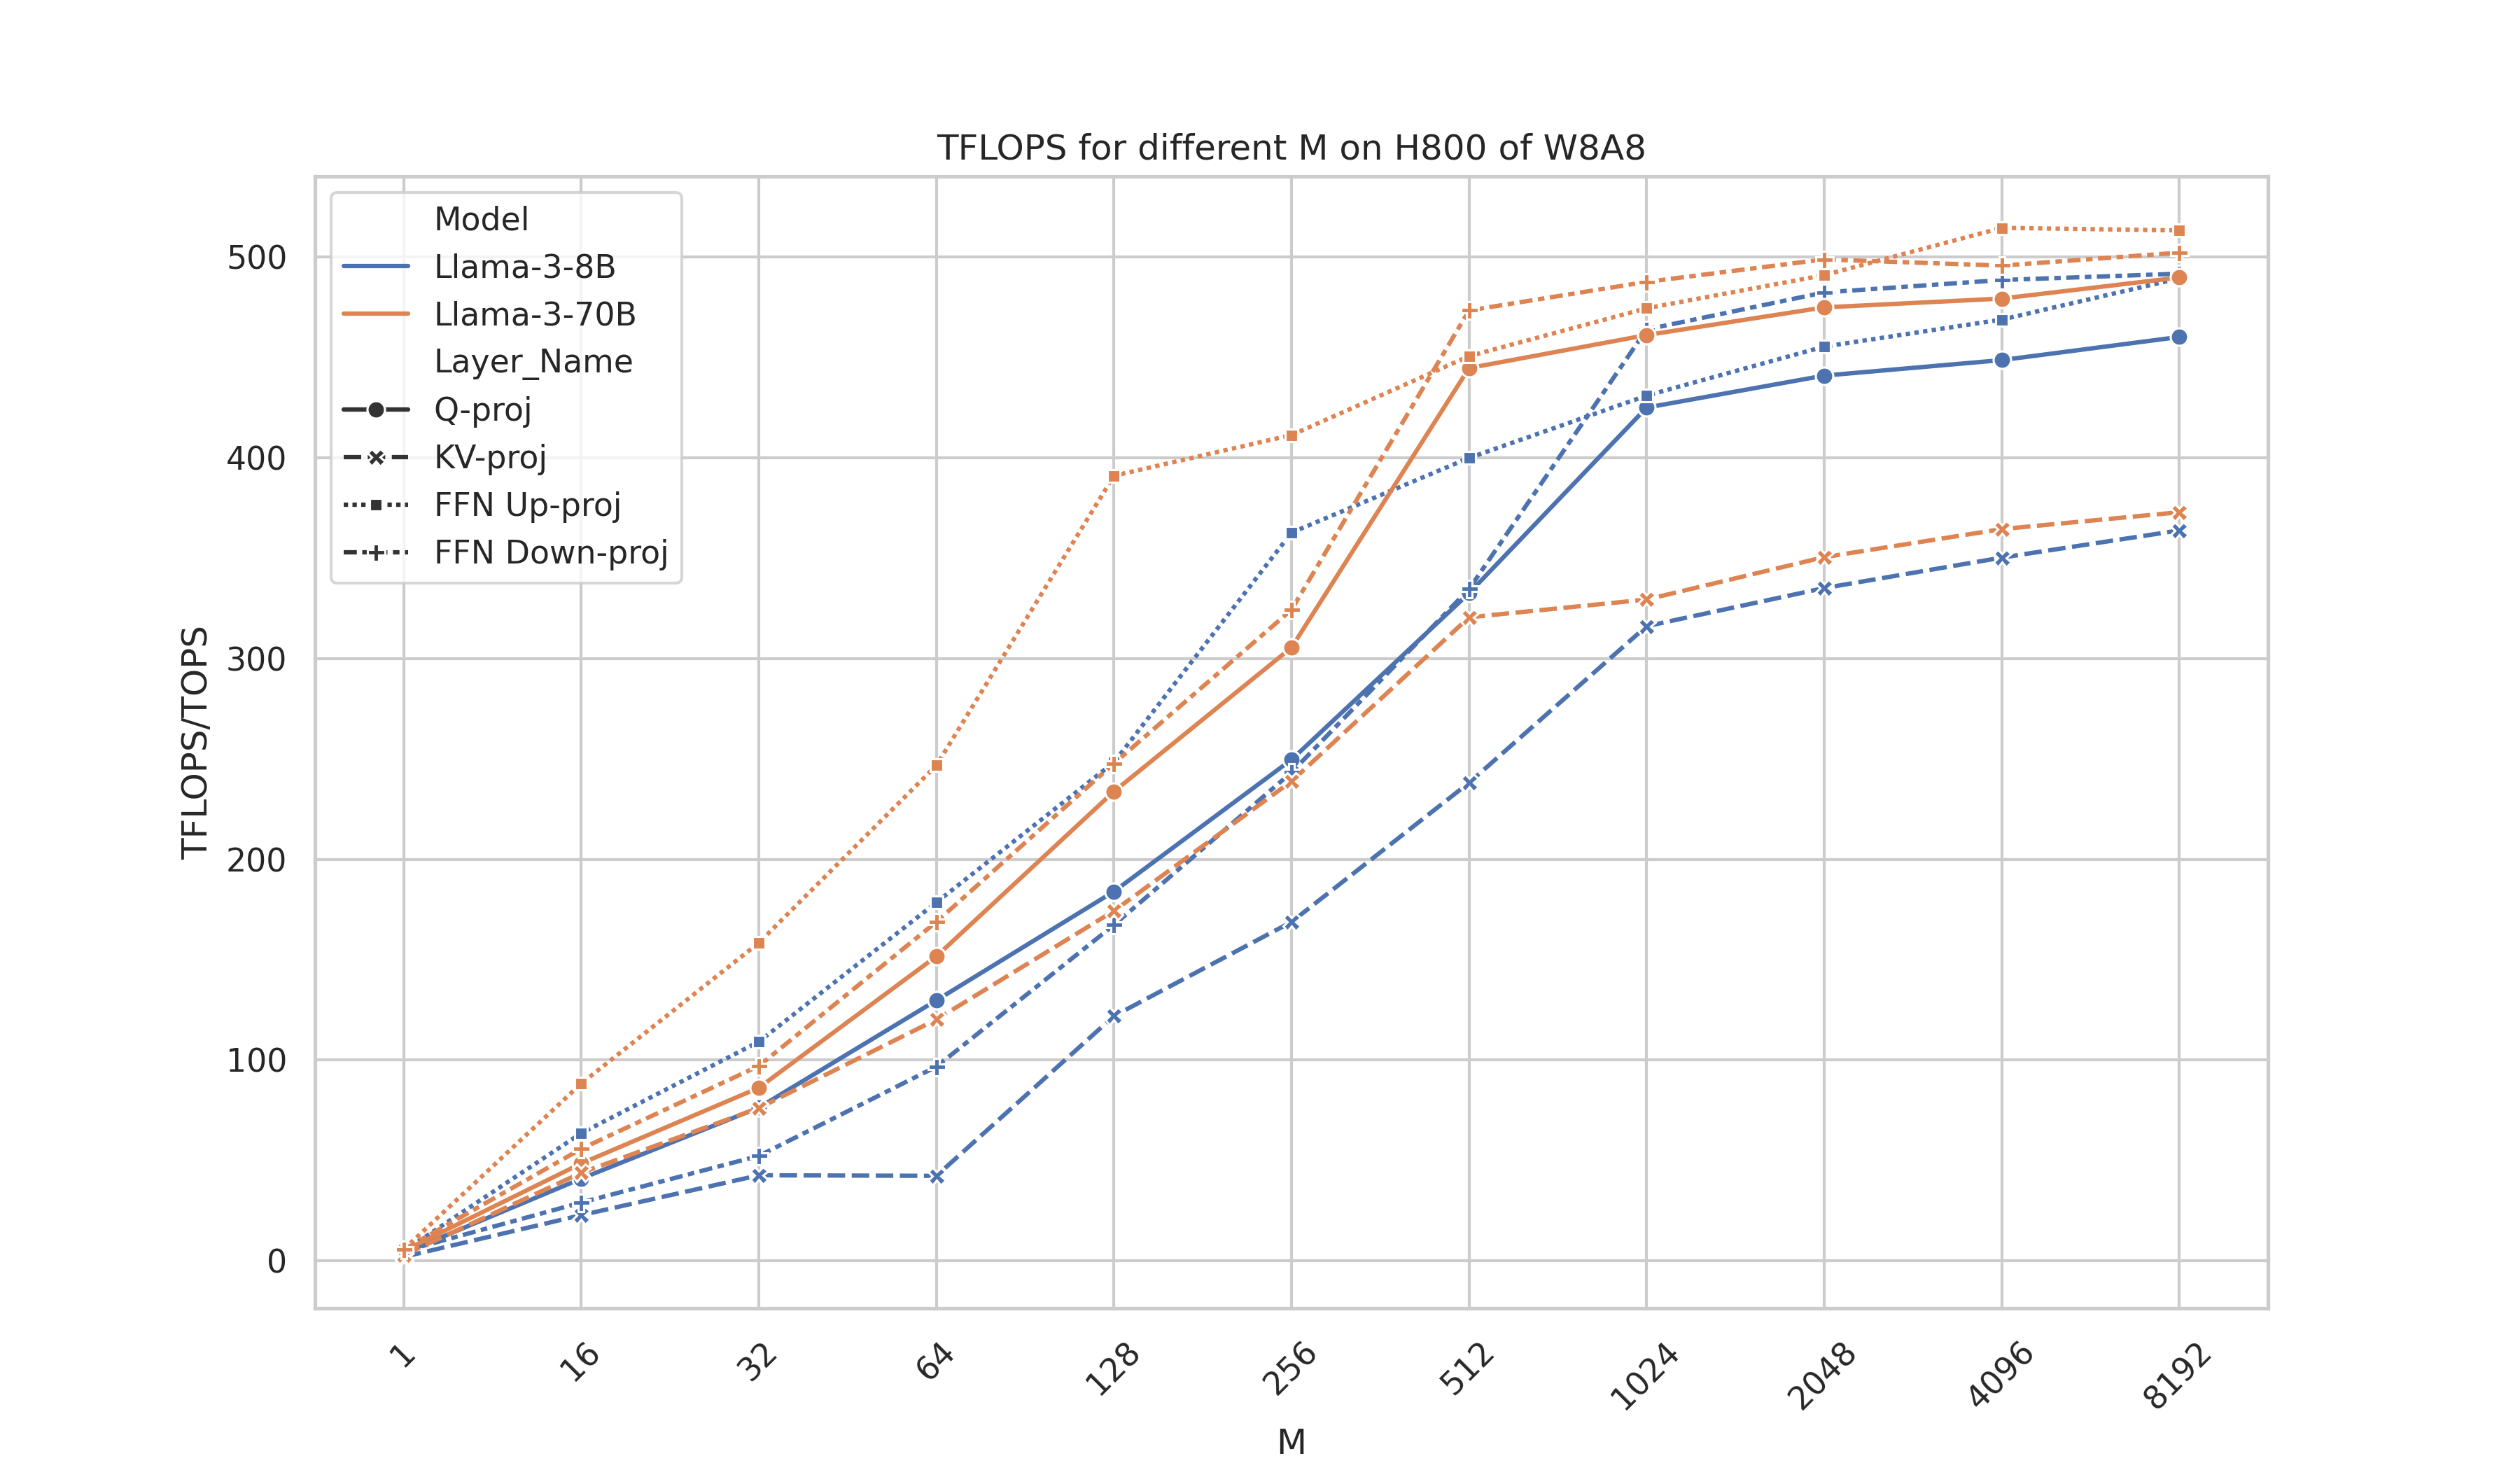 TFLOPS for different M on H800 of W8A8
Model
Llama-3-8B
Llama-3-70B
Layer_Name
Q-proj
KV-proj
FFN Up-proj
FFN Down-proj
TFLOPS/TOPS
500
400
300
200
100
0
1 16 32 64 128 256 512 1024 2048 4096 8192
M